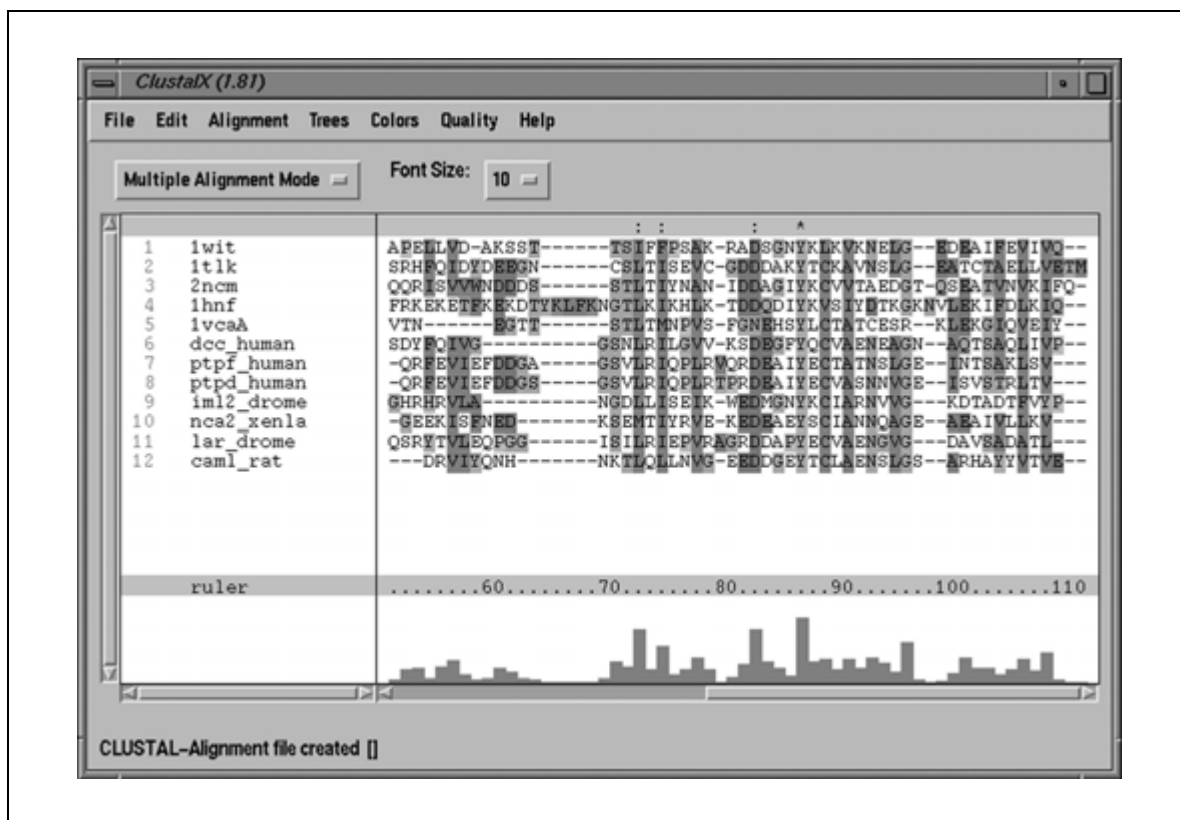 ClustalX (1.81)
File Edit Alignment Trees Colors Quality Help
Multiple Alignment Mode Font Size: 10
: : : *
1 1wit APELLVD-AKSST------TSIFFPSAK-RADSGNYKLKVKNELG--EDEAIFEVIVQ--
2 1tlk SRHFQIDYDEEGN------CSLTISEVC-GDDDAKYTCKAVNSLG--EATCTAELLVETM
3 2ncm QQRISVVWNDDDS------STLTIYNAN-IDDAGIYKCVVTAEDGT-QSEATVNVKIFQ-
4 1hnf FRKEKETFKEKDTYKLFKNGTLKIKHLK-TDDQDIYKVSIYDTKGKNVLEKIFDLKIQ--
5 1vcaA VTN------EGTT------STLTMNPVS-FGNEHSYLCTATCESR--KLEKGIQVEIY--
6 dcc_human SDYFQIVG-----------GSNLRILGVV-KSDEGFYQCVAENEAGN--AQTSAQLIVP--
7 ptpf_human -QRFEVIEFDDGA------GSVLRIQPLRVQRDEAIYECTATNSLGE--INTSAKLSV---
8 ptpd_human -QRFEVIEFDDGS------GSVLRIQPLRTPRDEAIYECVASNNVGE--ISVSTRLTV---
9 iml2_drome GHRHRVLA-----------NGDLLISEIK-WEDMGNYKCIARNVVG---KDTADTFVYP--
10 nca2_xenla -GEEKISFNED--------KSEMTIYRVE-KEDEAEYSCIANNQAGE--AEAIVLLKV---
11 lar_drome QSRYTVLEQPGG-------ISILRIEPVRAGRDDAPYECVAENGVG---DAVSADATL---
12 caml_rat ---DRVIYQNH-------NKTLQLLNVG-EEDDGEYTCLAENSLGS--ARHAYYVTVE--
ruler ........60........70........80........90.......100.......110
CLUSTAL-Alignment file created []